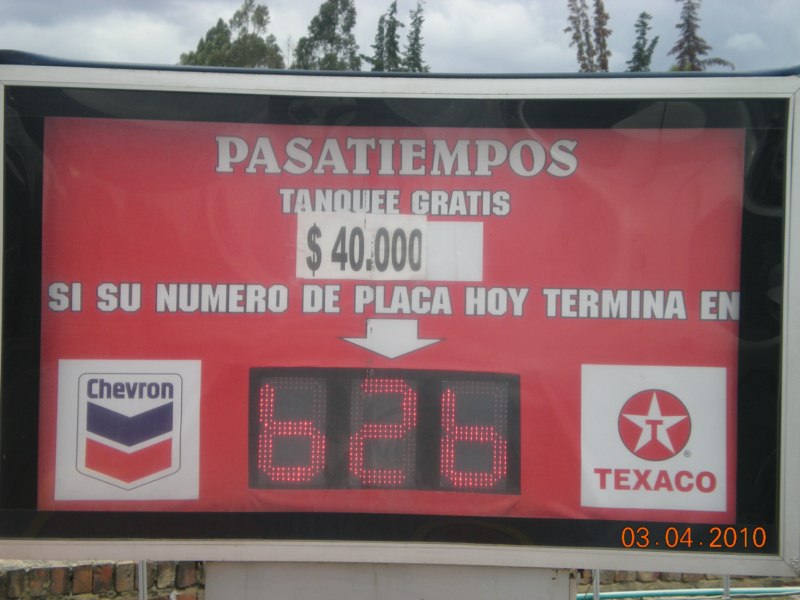 PASATIEMPOS
TANQUEE GRATIS
$ 40.000
SI SU NUMERO DE PLACA HOY TERMINA EN
Chevron
626
T
®
TEXACO
03.04.2010